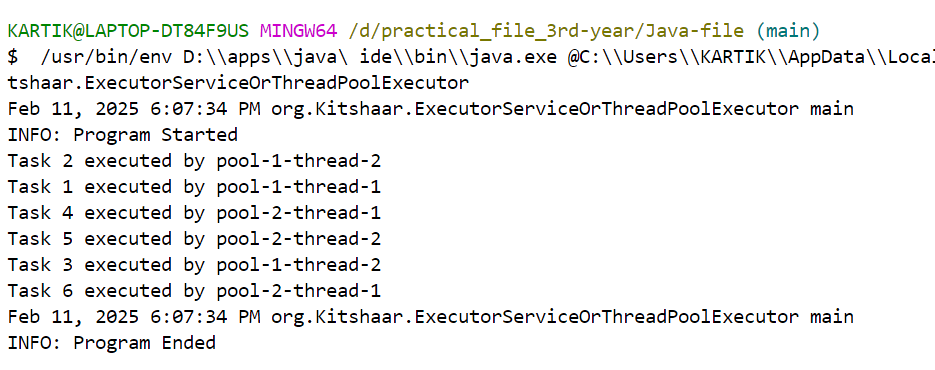 KARTIK@LAPTOP-DT84F9US MINGW64 /d/practical_file_3rd-year/Java-file (main)
$  /usr/bin/env D:\\apps\\java\ ide\\bin\\java.exe @C:\\Users\\KARTIK\\AppData\\Loca
tshaar.ExecutorServiceOrThreadPoolExecutor
Feb 11, 2025 6:07:34 PM org.Kitshaar.ExecutorServiceOrThreadPoolExecutor main
INFO: Program Started
Task 2 executed by pool-1-thread-2
Task 1 executed by pool-1-thread-1
Task 4 executed by pool-2-thread-1
Task 5 executed by pool-2-thread-2
Task 3 executed by pool-1-thread-2
Task 6 executed by pool-2-thread-1
Feb 11, 2025 6:07:34 PM org.Kitshaar.ExecutorServiceOrThreadPoolExecutor main
INFO: Program Ended